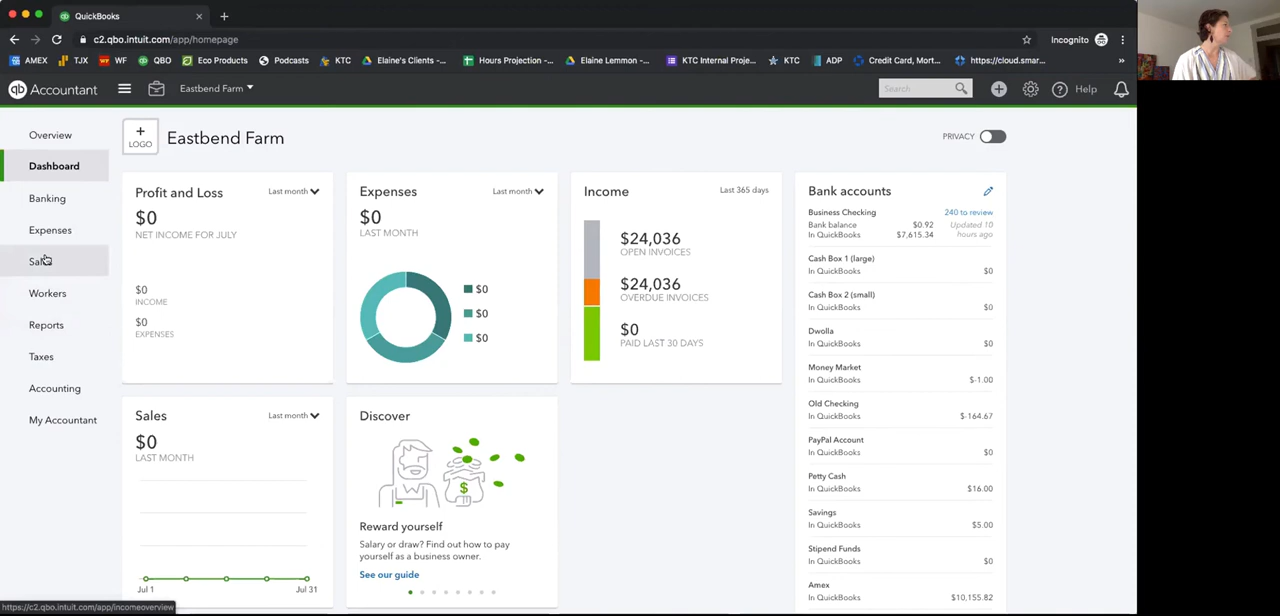 QuickBooks
c2.qbo.intuit.com/app/homepage
Incognito
AMEX
TJX
WF
QBO
Eco Products
Podcasts
KTC
Elaine's Clients -...
Hours Projection -...
Elaine Lemmon -...
KTC Internal Proje...
KTC
ADP
Credit Card, Mort...
https://cloud.smar...
»
qb Accountant
Eastbend Farm
Search
Help
Overview
Dashboard
Banking
Expenses
Sales
Workers
Reports
Taxes
Accounting
My Accountant
+
LOGO
Eastbend Farm
PRIVACY
Profit and Loss
Last month
$0
NET INCOME FOR JULY
$0
INCOME
$0
EXPENSES
Expenses
Last month
$0
LAST MONTH
$0
$0
$0
Income
Last 365 days
$24,036
OPEN INVOICES
$24,036
OVERDUE INVOICES
$0
PAID LAST 30 DAYS
Bank accounts
Business Checking
240 to review
Bank balance
$0.92
Updated 10
In QuickBooks
$7,615.34
hours ago
Cash Box 1 (large)
In QuickBooks
$0
Cash Box 2 (small)
In QuickBooks
$0
Dwolla
In QuickBooks
$0
Money Market
In QuickBooks
$-1.00
Old Checking
In QuickBooks
$-164.67
PayPal Account
In QuickBooks
$0
Petty Cash
In QuickBooks
$16.00
Savings
In QuickBooks
$5.00
Stipend Funds
In QuickBooks
$0
Amex
In QuickBooks
$10,155.82
Sales
Last month
$0
LAST MONTH
Jul 1
Jul 31
Discover
$
Reward yourself
Salary or draw? Find out how to pay
yourself as a business owner.
See our guide
https://c2.qbo.intuit.com/app/incomeoverview